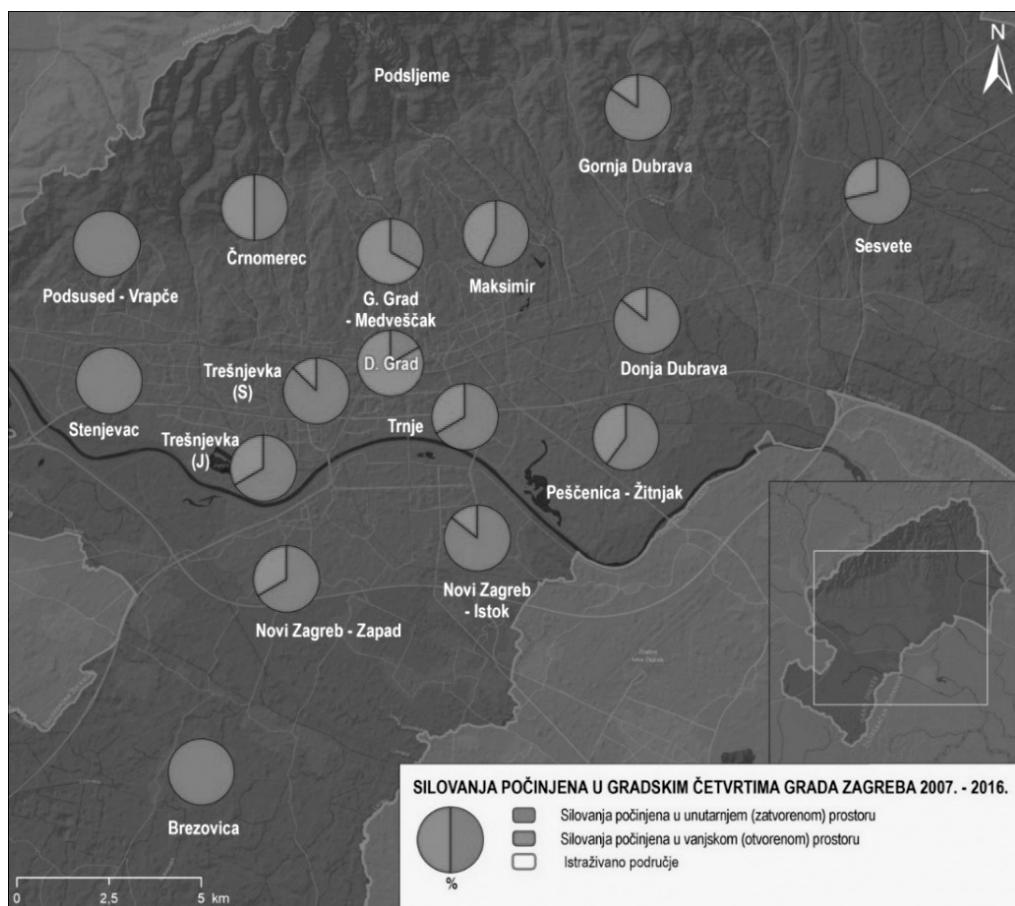 N
Podsljeme
Gornja Dubrava
Sesvete
Črnomerec
Podsused - Vrapče
G. Grad
- Medveščak
Maksimir
Donja Dubrava
D. Grad
Trešnjevka
(S)
Stenjevac
Trešnjevka
(J)
Trnje
Peščenica - Žitnjak
Novi Zagreb
- Istok
Novi Zagreb - Zapad
Brezovica
SILOVANJA POČINJENA U GRADSKIM ČETVRTIMA GRADA ZAGREBA 2007. - 2016.
Silovanja počinjena u unutarnjem (zatvorenom) prostoru
Silovanja počinjena u vanjskom (otvorenom) prostoru
Istraživano područje
%
0 2,5 5 km